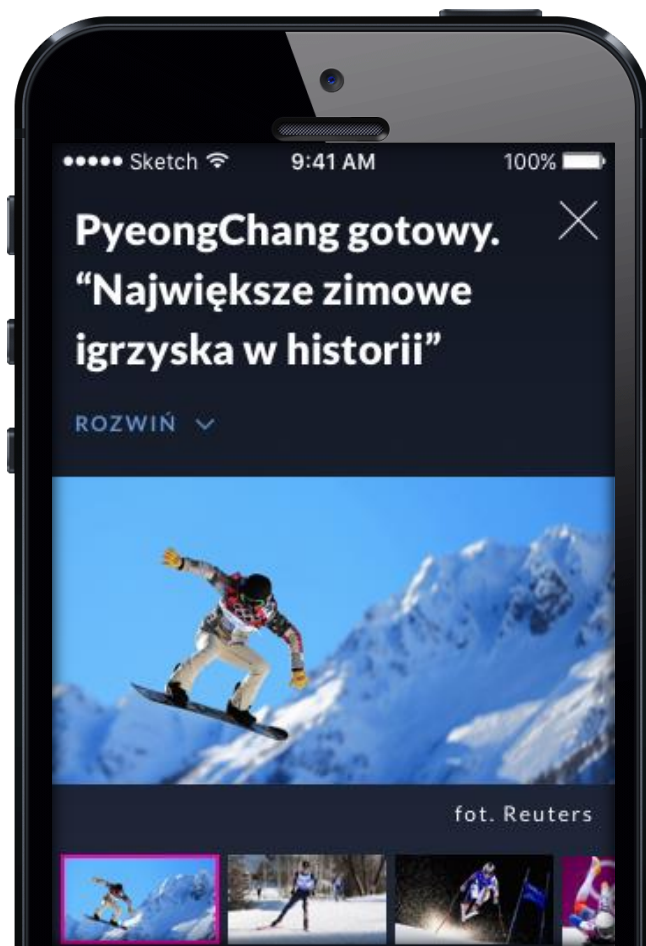 Sketch 9:41 AM 100%
PyeongChang gotowy.
“Największe zimowe
igrzyska w historii”
ROZWIŃ
fot. Reuters